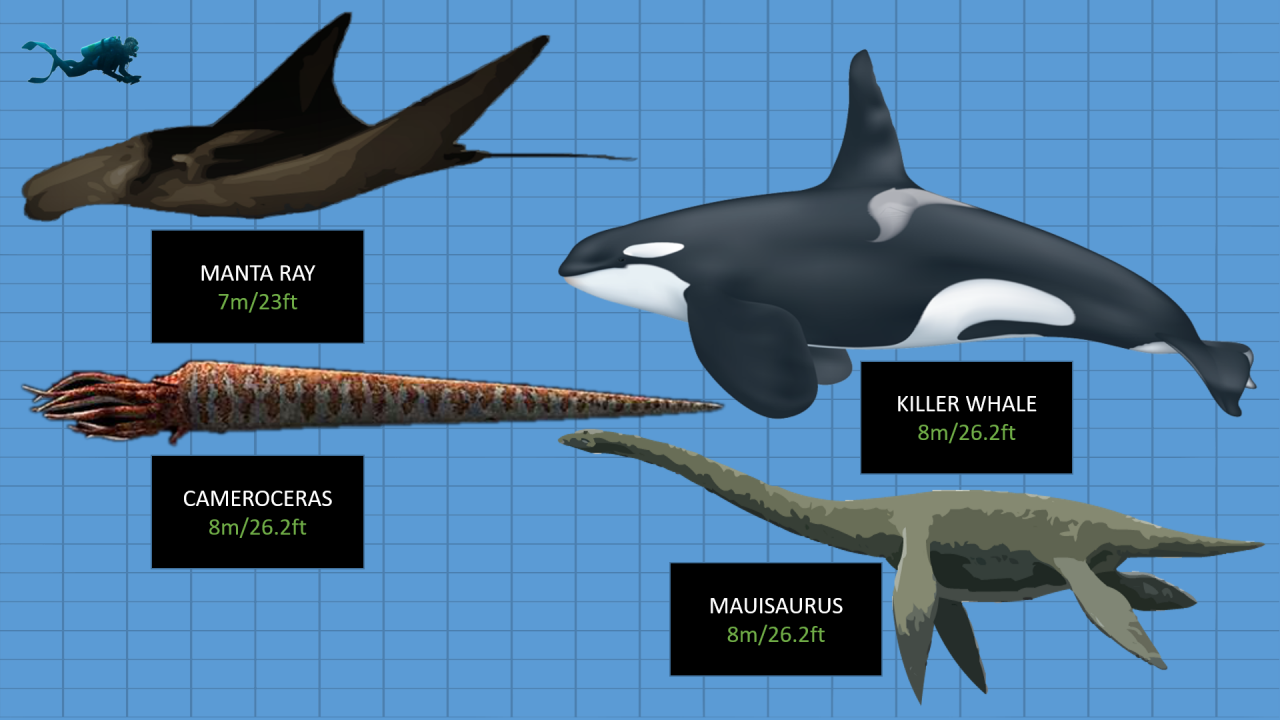 MANTA RAY
7m/23ft
KILLER WHALE
8m/26.2ft
CAMEROCERAS
8m/26.2ft
MAUISAURUS
8m/26.2ft